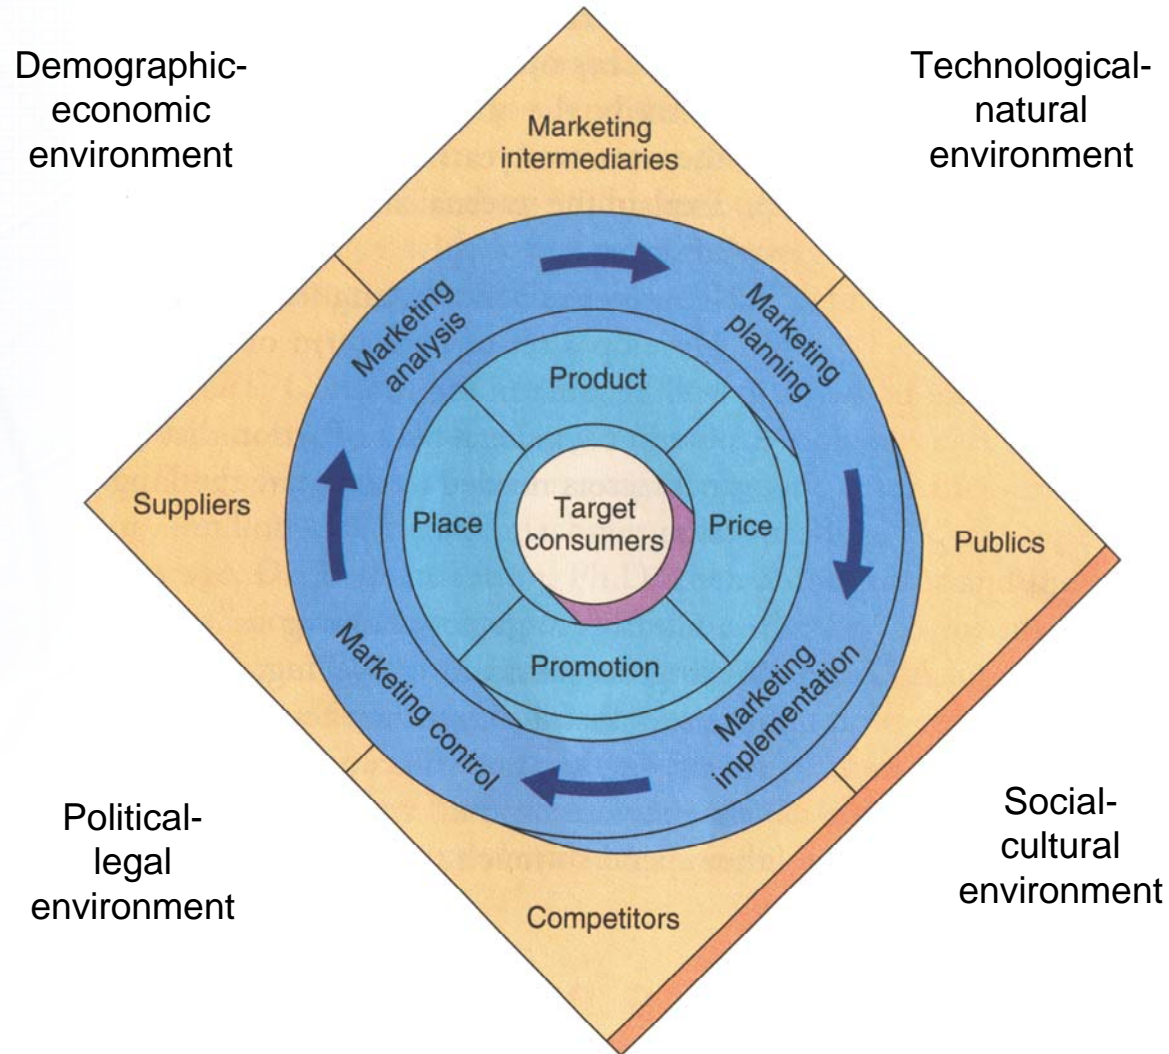 Demographic-
economic
environment
Technological-
natural
environment
Marketing
intermediaries
Marketing
analysis
Marketing
planning
Product
Suppliers
Place
Target
consumers
Price
Publics
Promotion
Marketing control
Marketing
implementation
Political-
legal
environment
Social-
cultural
environment
Competitors